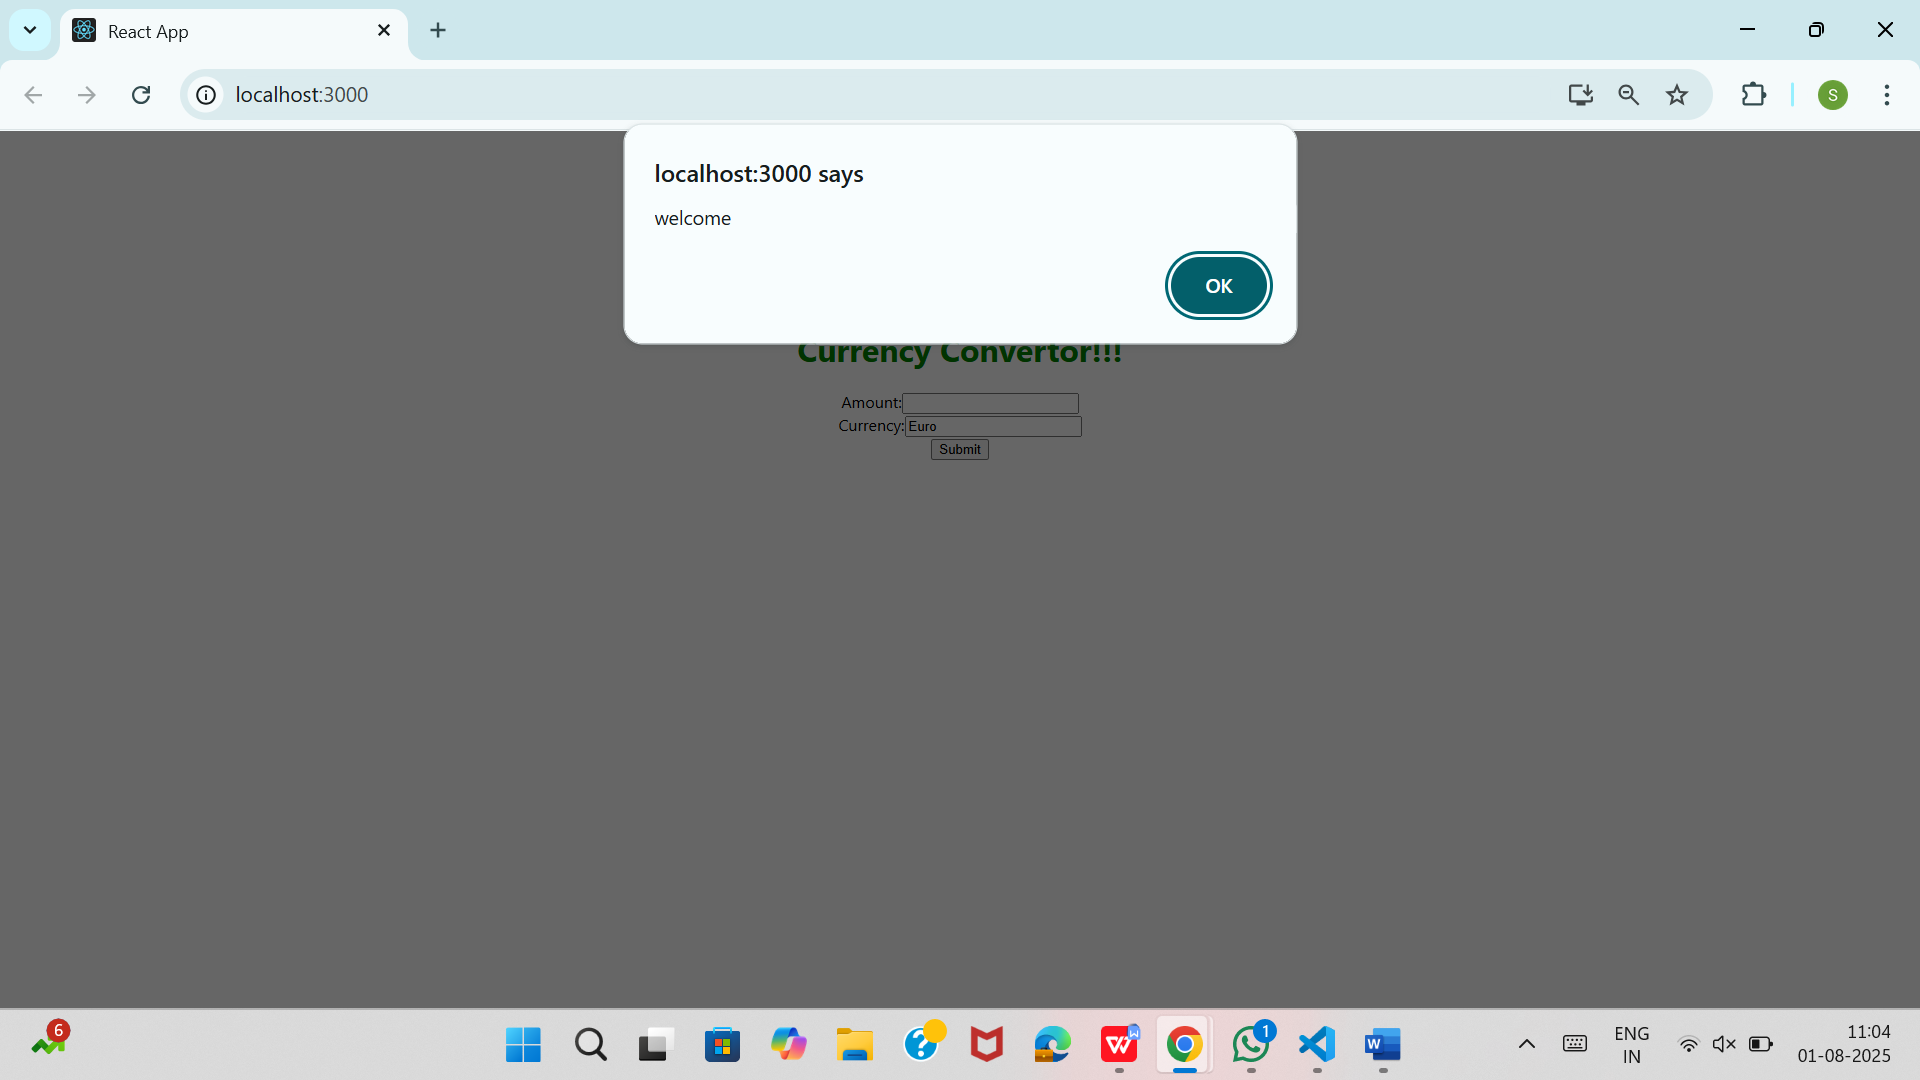 React App
localhost:3000
S
localhost:3000 says
welcome
OK
Currency Convertor!!!
Amount:
Currency: Euro
Submit
6
1
W
ENG
IN
11:04
01-08-2025